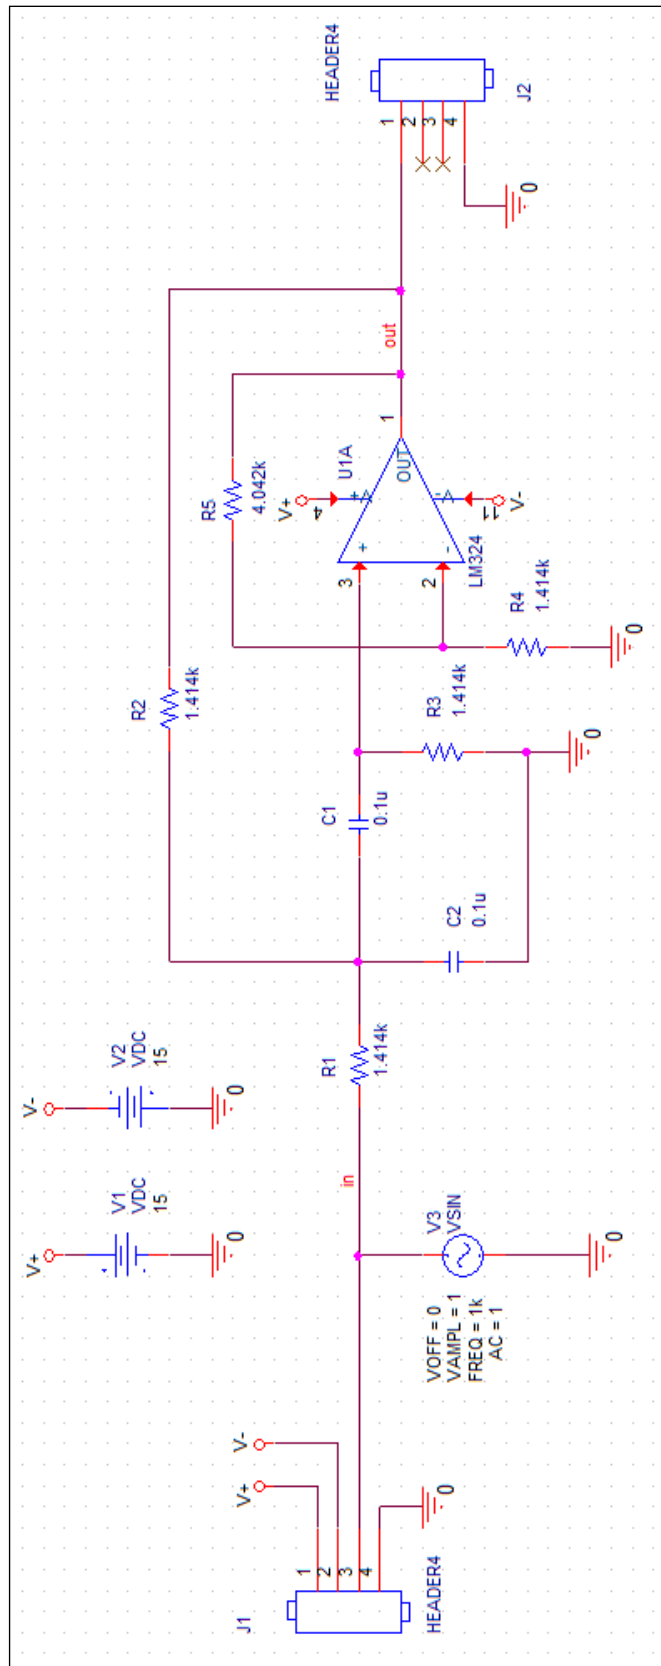 HEADER4
J2
1
2
3
4
0
out
R2
1.414k
R5
4.042k
V+
4
U1A
1
OUT
+
-
3
+
2
-
11
V-
LM324
R4
1.414k
0
R3
1.414k
0
C1
0.1u
C2
0.1u
R1
1.414k
V-
V2
VDC
15
0
V+
V1
VDC
15
0
in
V3
VSIN
VOFF = 0
VAMPL = 1
FREQ = 1k
AC = 1
0
V-
V+
0
1
2
3
4
J1
HEADER4